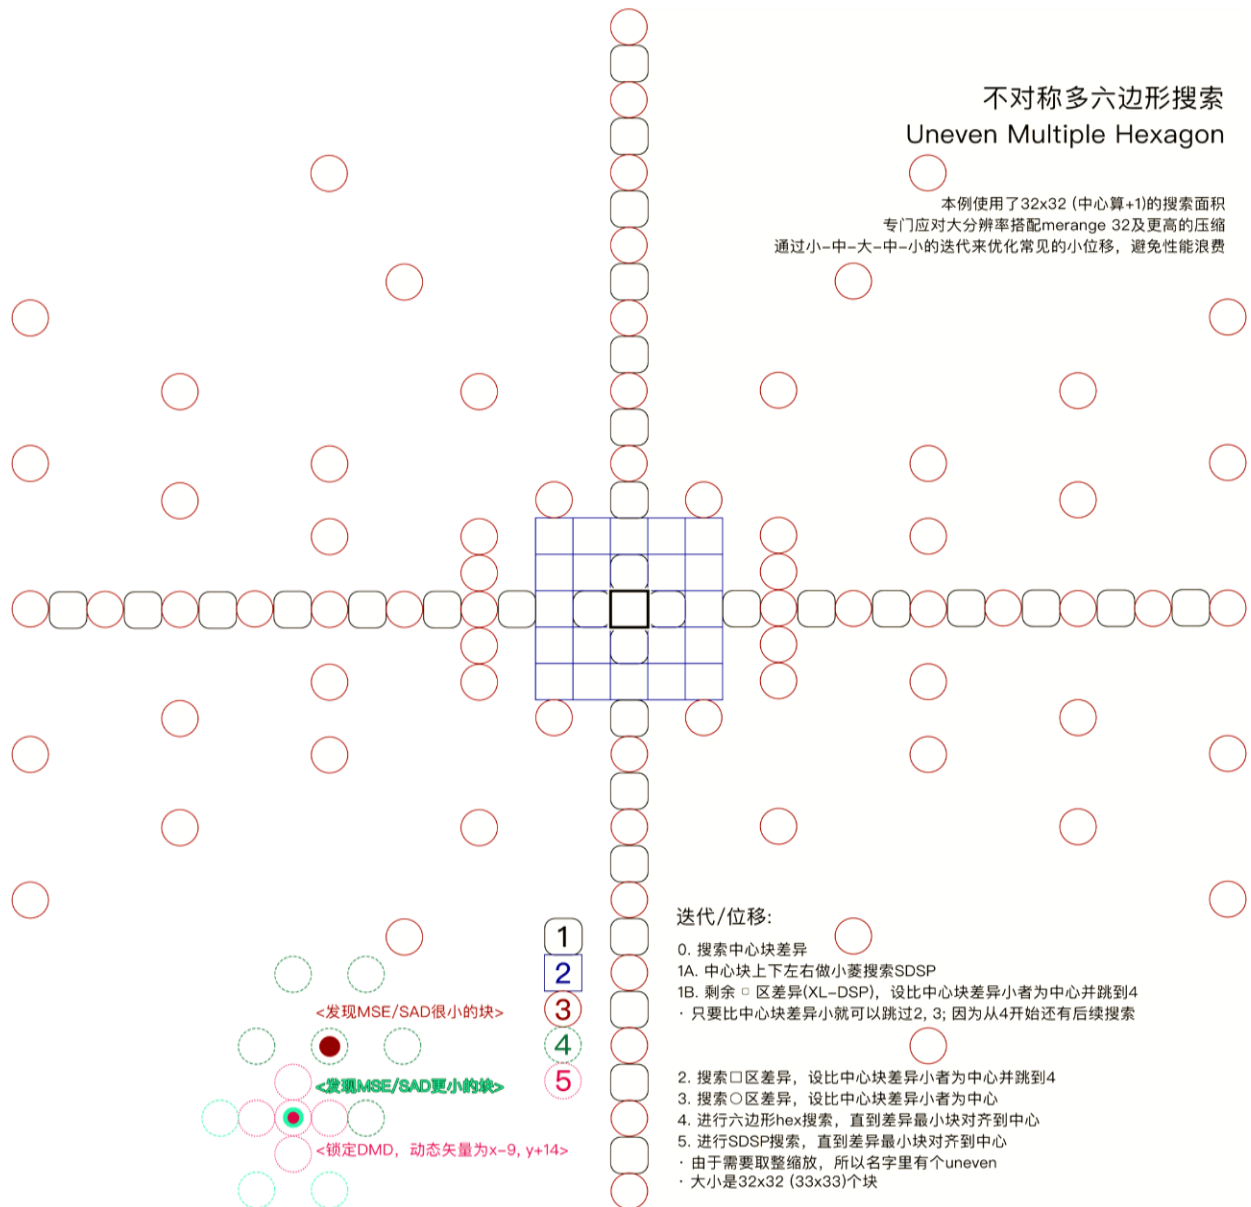 不对称多六边形搜索
Uneven Multiple Hexagon
本例使用了32x32 (中心算+1)的搜索面积
专门应对大分辨率搭配merange 32及更高的压缩
通过小-中-大-中-小的迭代来优化常见的小位移，避免性能浪费
1
2
3
4
5
<发现MSE/SAD很小的块>
<发现MSE/SAD更小的块>
<锁定DMD，动态矢量为x-9, y+14>
迭代/位移:
0. 搜索中心块差异
1A. 中心块上下左右做小菱搜索SDSP
1B. 剩余 □ 区差异(XL-DSP)，设比中心块差异小者为中心并跳到4
· 只要比中心块差异小就可以跳过2, 3; 因为从4开始还有后续搜索
2. 搜索□区差异，设比中心块差异小者为中心并跳到4
3. 搜索○区差异，设比中心块差异小者为中心
4. 进行六边形hex搜索，直到差异最小块对齐到中心
5. 进行SDSP搜索，直到差异最小块对齐到中心
· 由于需要取整缩放，所以名字里有个uneven
· 大小是32x32 (33x33)个块